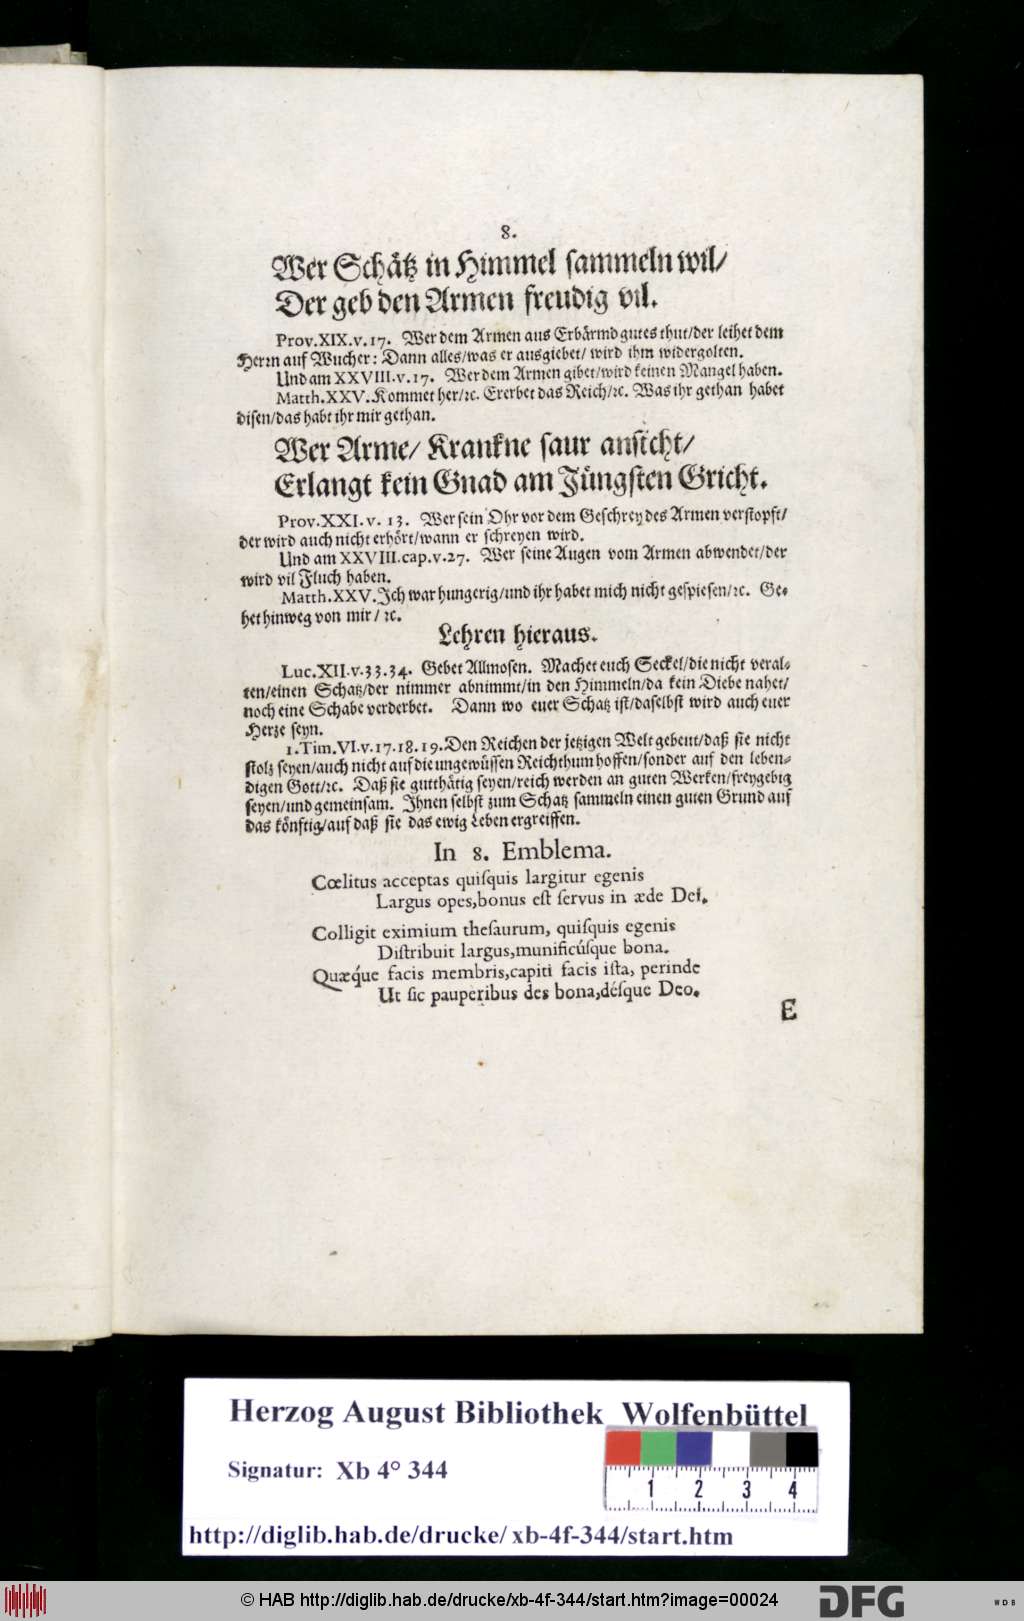 8.
Wer Schätz in Himmel sammeln wil/
Der geb den Armen freudig vil.
Prov. XIX. v. 17. Wer dem Armen aus Erbärmd gutes thut/der leihet dem
Herrn auf Wucher: Dann alles/was er ausgiebet/ wird ihm widergolten.
Und am XXVIII. v. 17. Wer dem Armen gibet/wird keinen Mangel haben.
Matth. XXV. Kommet her/ꝛc. Ererbet das Reich/ꝛc. Was ihr gethan habet
disen/das habt ihr mir gethan.
Wer Arme/ Krankne saur ansicht/
Erlangt kein Gnad am Jüngsten Gricht.
Prov. XXI. v. 13. Wer sein Ohr vor dem Geschrey des Armen verstopft/
der wird auch nicht erhört/wann er schreyen wird.
Und am XXVIII. cap. v. 27. Wer seine Augen vom Armen abwendet/der
wird vil Fluch haben.
Matth. XXV. Ich war hungerig/und ihr habet mich nicht gespiesen/ꝛc. Ge-
het hinweg von mir/ ꝛc.
Lehren hieraus.
Luc. XII. v. 33. 34. Gebet Allmosen. Machet euch Seckel/die nicht veral-
ten/einen Schatz/der nimmer abnimmt/in den Himmeln/da kein Diebe nahet/
noch eine Schabe verderbet. Dann wo euer Schatz ist/daselbst wird auch euer
Herze seyn.
1. Tim. VI. v. 17. 18. 19. Den Reichen der jetzigen Welt gebeut/daß sie nicht
stolz seyen/auch nicht auf die ungewüssen Reichthum hoffen/sonder auf den leben-
digen Gott/ꝛc. Daß sie gutthätig seyen/reich werden an guten Werken/freygebig
seyen/und gemeinsam. Ihnen selbst zum Schatz sammeln einen guten Grund auf
das könftig/auf daß sie das ewig Leben ergreiffen.
In 8. Emblema.
Cœlitus acceptas quiſquis largitur egenis
Largus opes, bonus eſt ſervus in æde Dei.
Colligit eximium theſaurum, quiſquis egenis
Diſtribuit largus, munificúſque bona.
Quæq́ue facis membris, capiti facis iſta, perinde
Ut ſic pauperibus des bona, déſque Deo.
E
Herzog August Bibliothek Wolfenbüttel
Signatur: Xb 4° 344
1 2 3 4
http://diglib.hab.de/drucke/ xb-4f-344/start.htm
© HAB http://diglib.hab.de/drucke/xb-4f-344/start.htm?image=00024
DFG
WDB